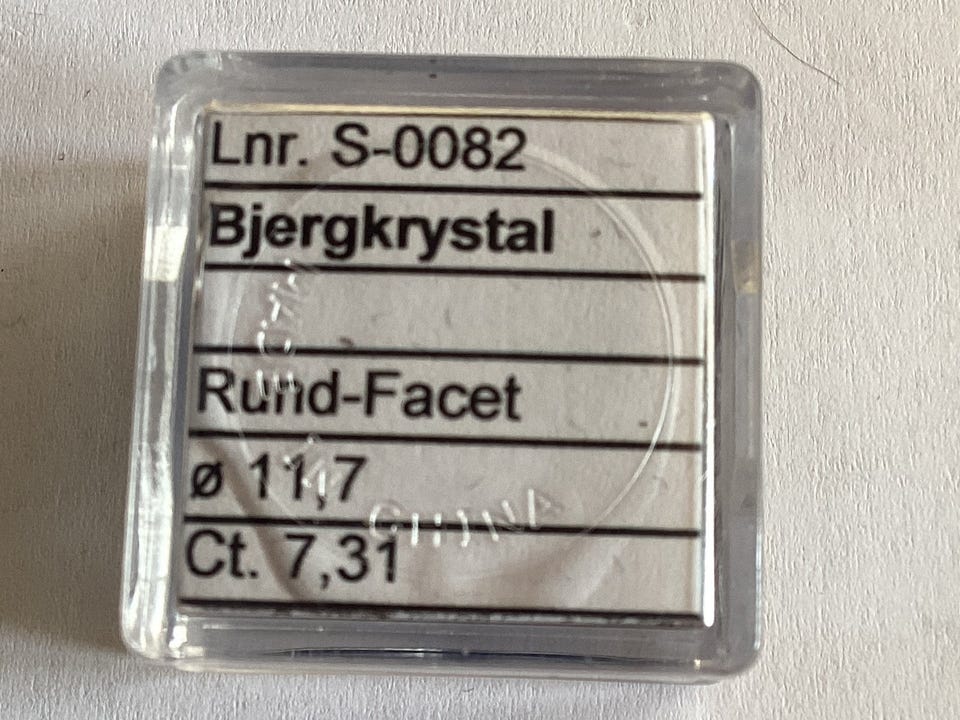 Lnr. S-0082
Bjergkrystal
Rund-Facet
ø 11,7
Ct. 7,31
CHINA